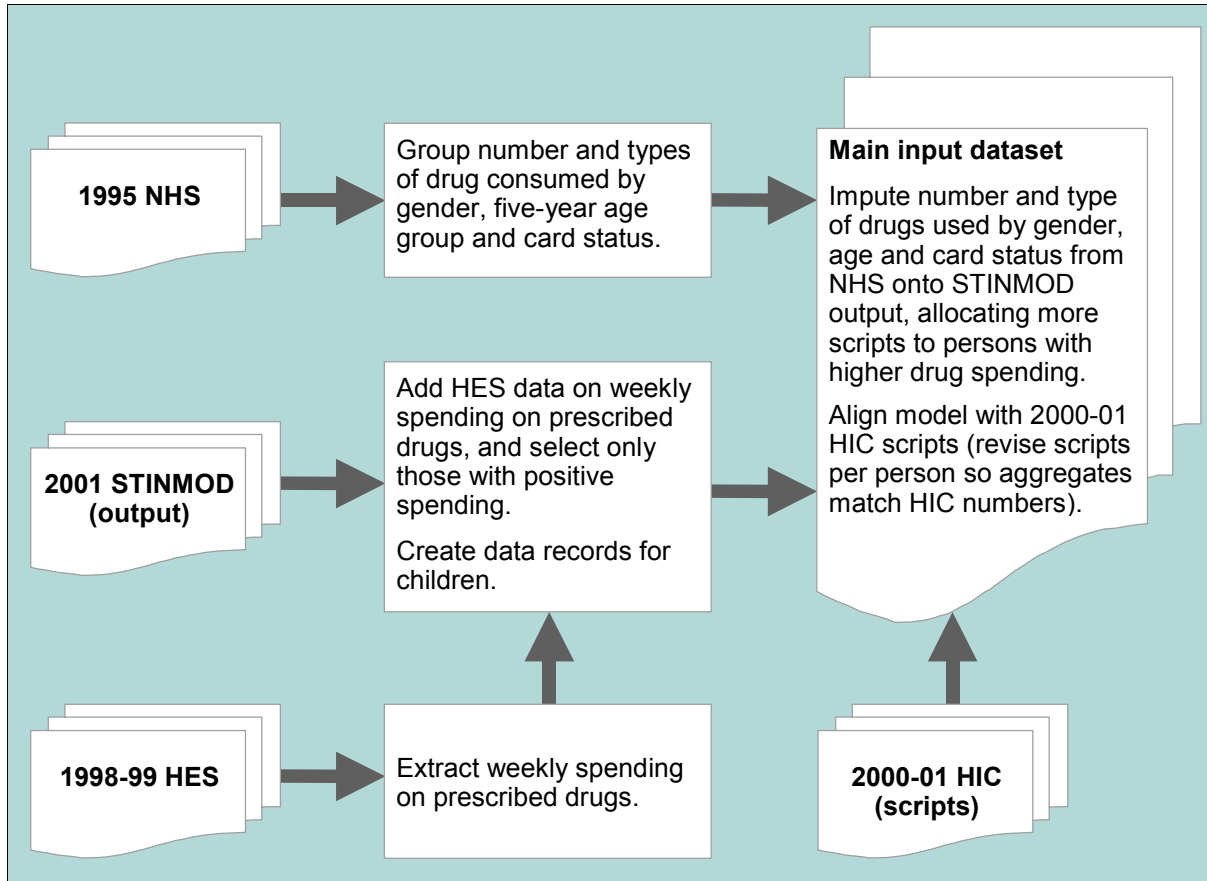 1995 NHS
Group number and types
of drug consumed by
gender, five-year age
group and card status.
Main input dataset
Impute number and type
of drugs used by gender,
age and card status from
NHS onto STINMOD
output, allocating more
scripts to persons with
higher drug spending.
Align model with 2000-01
HIC scripts (revise scripts
per person so aggregates
match HIC numbers).
2001 STINMOD
(output)
Add HES data on weekly
spending on prescribed
drugs, and select only
those with positive
spending.
Create data records for
children.
1998-99 HES
Extract weekly spending
on prescribed drugs.
2000-01 HIC
(scripts)